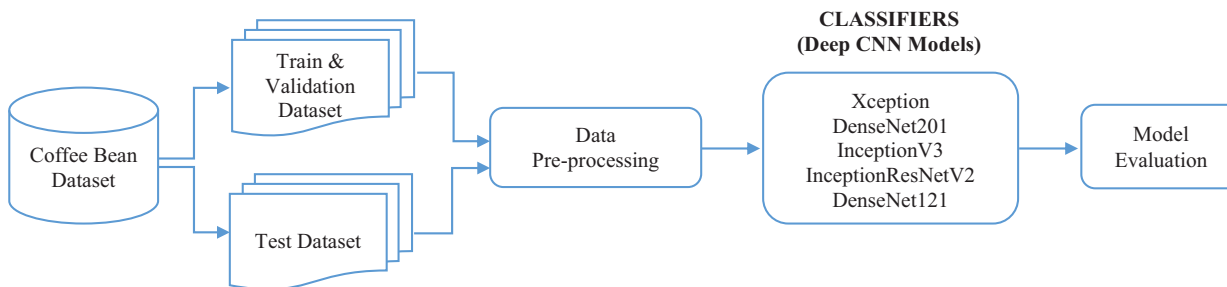 Coffee Bean
Dataset
Train &
Validation
Dataset
Test Dataset
Data
Pre-processing
CLASSIFIERS
(Deep CNN Models)
Xception
DenseNet201
InceptionV3
InceptionResNetV2
DenseNet121
Model
Evaluation